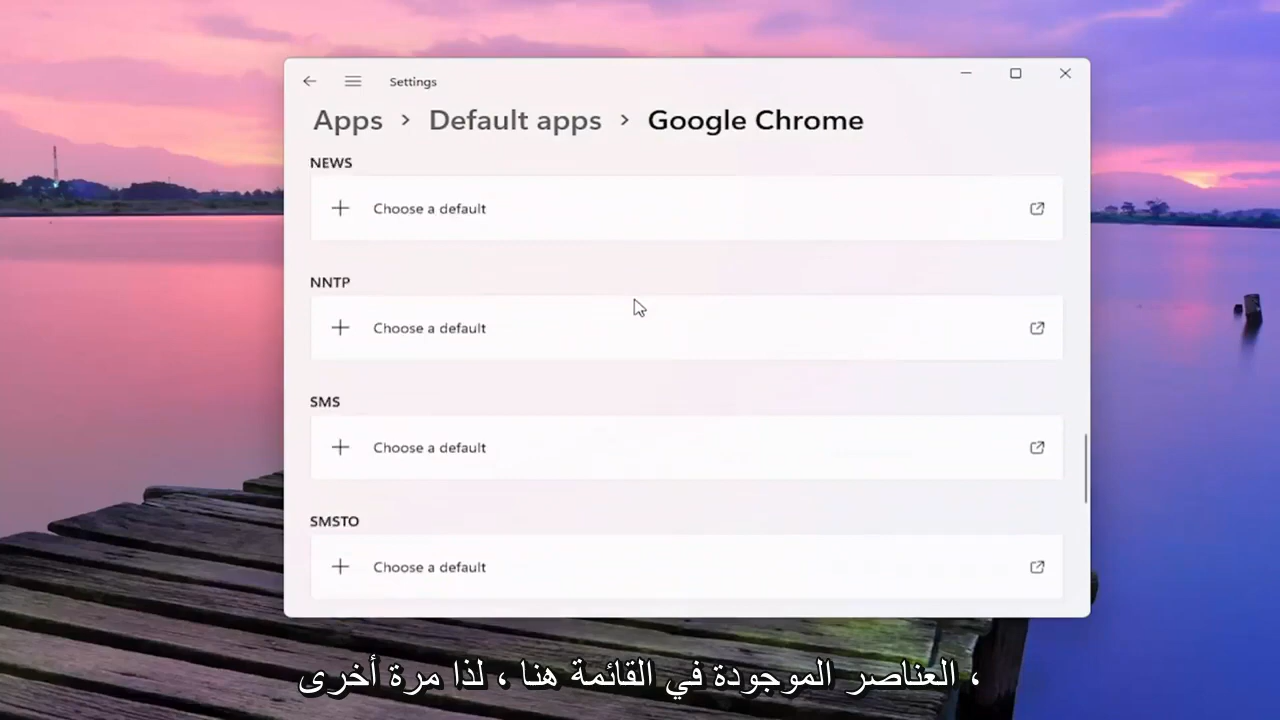 Settings
Apps > Default apps > Google Chrome
NEWS
Choose a default
NNTP
Choose a default
SMS
Choose a default
SMSTO
Choose a default
العناصر الموجودة في القائمة هنا ، لذا مرة أخرى ،